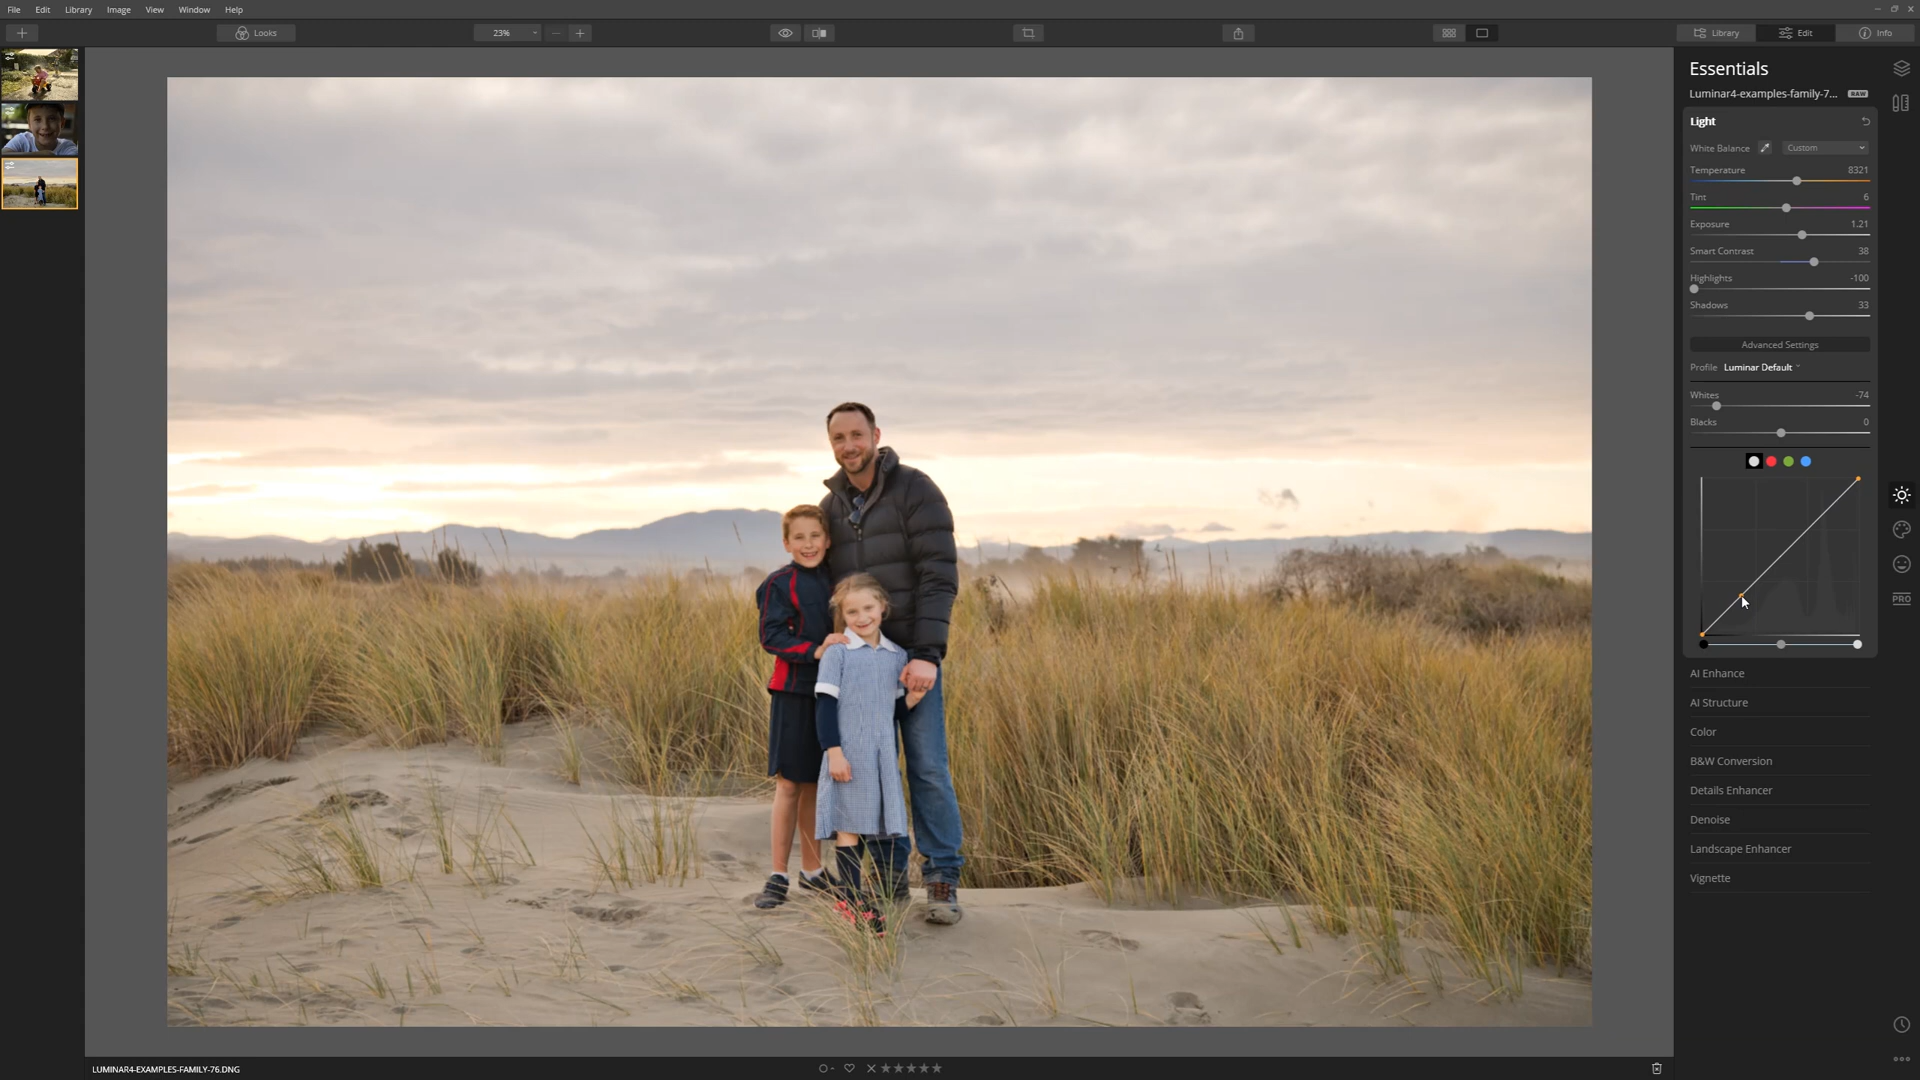 File Edit Library Image View Window Help
Looks 23% Library Edit Info
Essentials
Luminar4-examples-family-7... RAW
Light
White Balance Custom
Temperature 8321
Tint 6
Exposure 1.21
Smart Contrast 38
Highlights -100
Shadows 33
Advanced Settings
Profile Luminar Default
Whites -74
Blacks 0
PRO
AI Enhance
AI Structure
Color
B&W Conversion
Details Enhancer
Denoise
Landscape Enhancer
Vignette
LUMINAR4-EXAMPLES-FAMILY-76.DNG